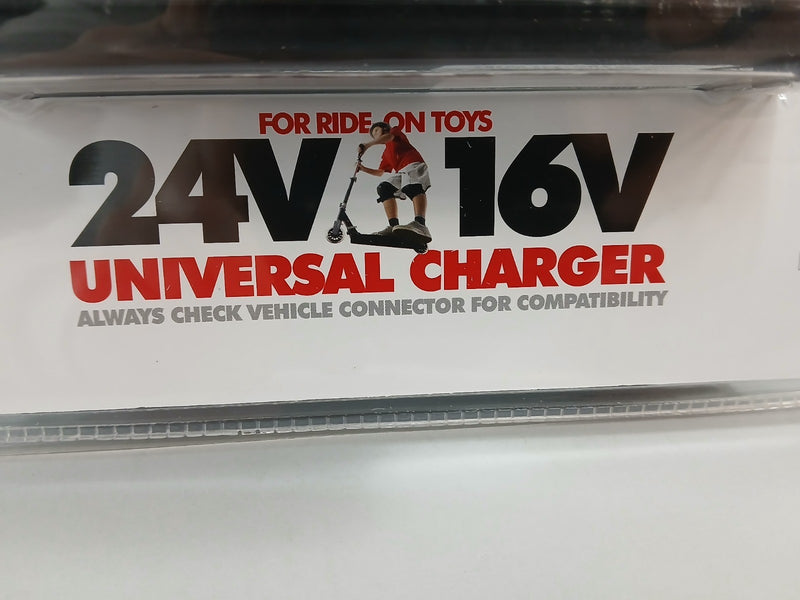 FOR RIDE-ON TOYS
24V 16V
UNIVERSAL CHARGER
ALWAYS CHECK VEHICLE CONNECTOR FOR COMPATIBILITY